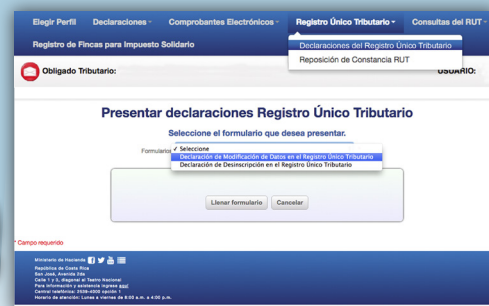 Elegir Perfil Declaraciones Comprobantes Electrónicos Registro Único Tributario Consultas del RUT
Registro de Fincas para Impuesto Solidario
Declaraciones del Registro Único Tributario
Reposición de Constancia RUT
Obligado Tributario: USUARIO:
Presentar declaraciones Registro Único Tributario
Seleccione el formulario que desea presentar.
Formularios
✓ Seleccione
Declaración de Modificación de Datos en el Registro Único Tributario
Declaración de Desinscripción en el Registro Único Tributario
Llenar formulario Cancelar
* Campo requerido
Ministerio de Hacienda
República de Costa Rica
San José, Avenida 2da
Calle 1 y 3, diagonal al Teatro Nacional
Para información y asistencia ingrese aquí
Central telefónica: 2539-4000 opción 1
Horario de atención: Lunes a viernes de 8:00 a.m. a 4:00 p.m.